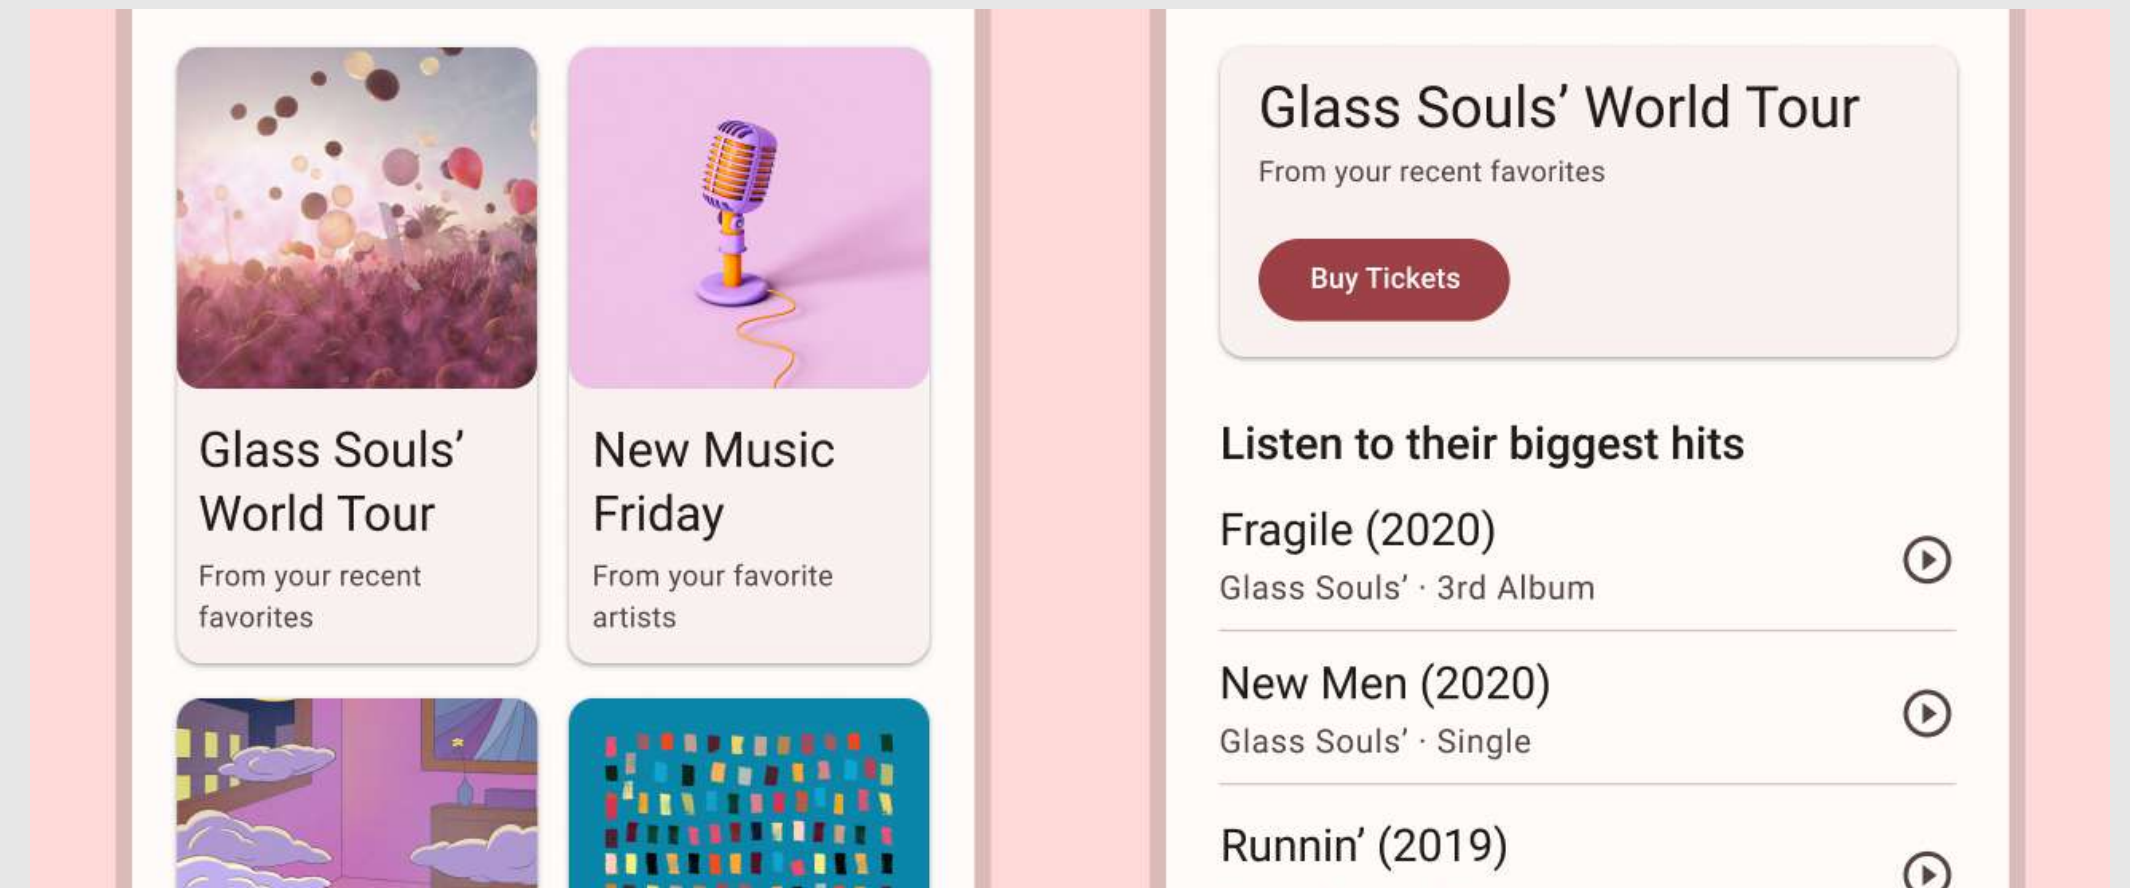 Glass Souls’
World Tour
From your recent
favorites
New Music
Friday
From your favorite
artists
Glass Souls’ World Tour
From your recent favorites
Buy Tickets
Listen to their biggest hits
Fragile (2020)
Glass Souls’ · 3rd Album
New Men (2020)
Glass Souls’ · Single
Runnin’ (2019)